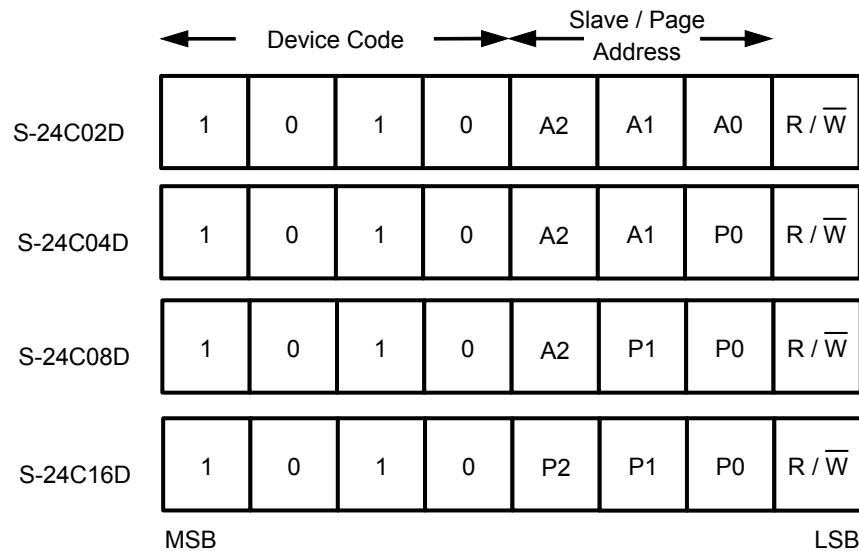 Device Code
Slave / Page
Address
S-24C02D 1 0 1 0 A2 A1 A0 R / W̅
S-24C04D 1 0 1 0 A2 A1 P0 R / W̅
S-24C08D 1 0 1 0 A2 P1 P0 R / W̅
S-24C16D 1 0 1 0 P2 P1 P0 R / W̅
MSB LSB